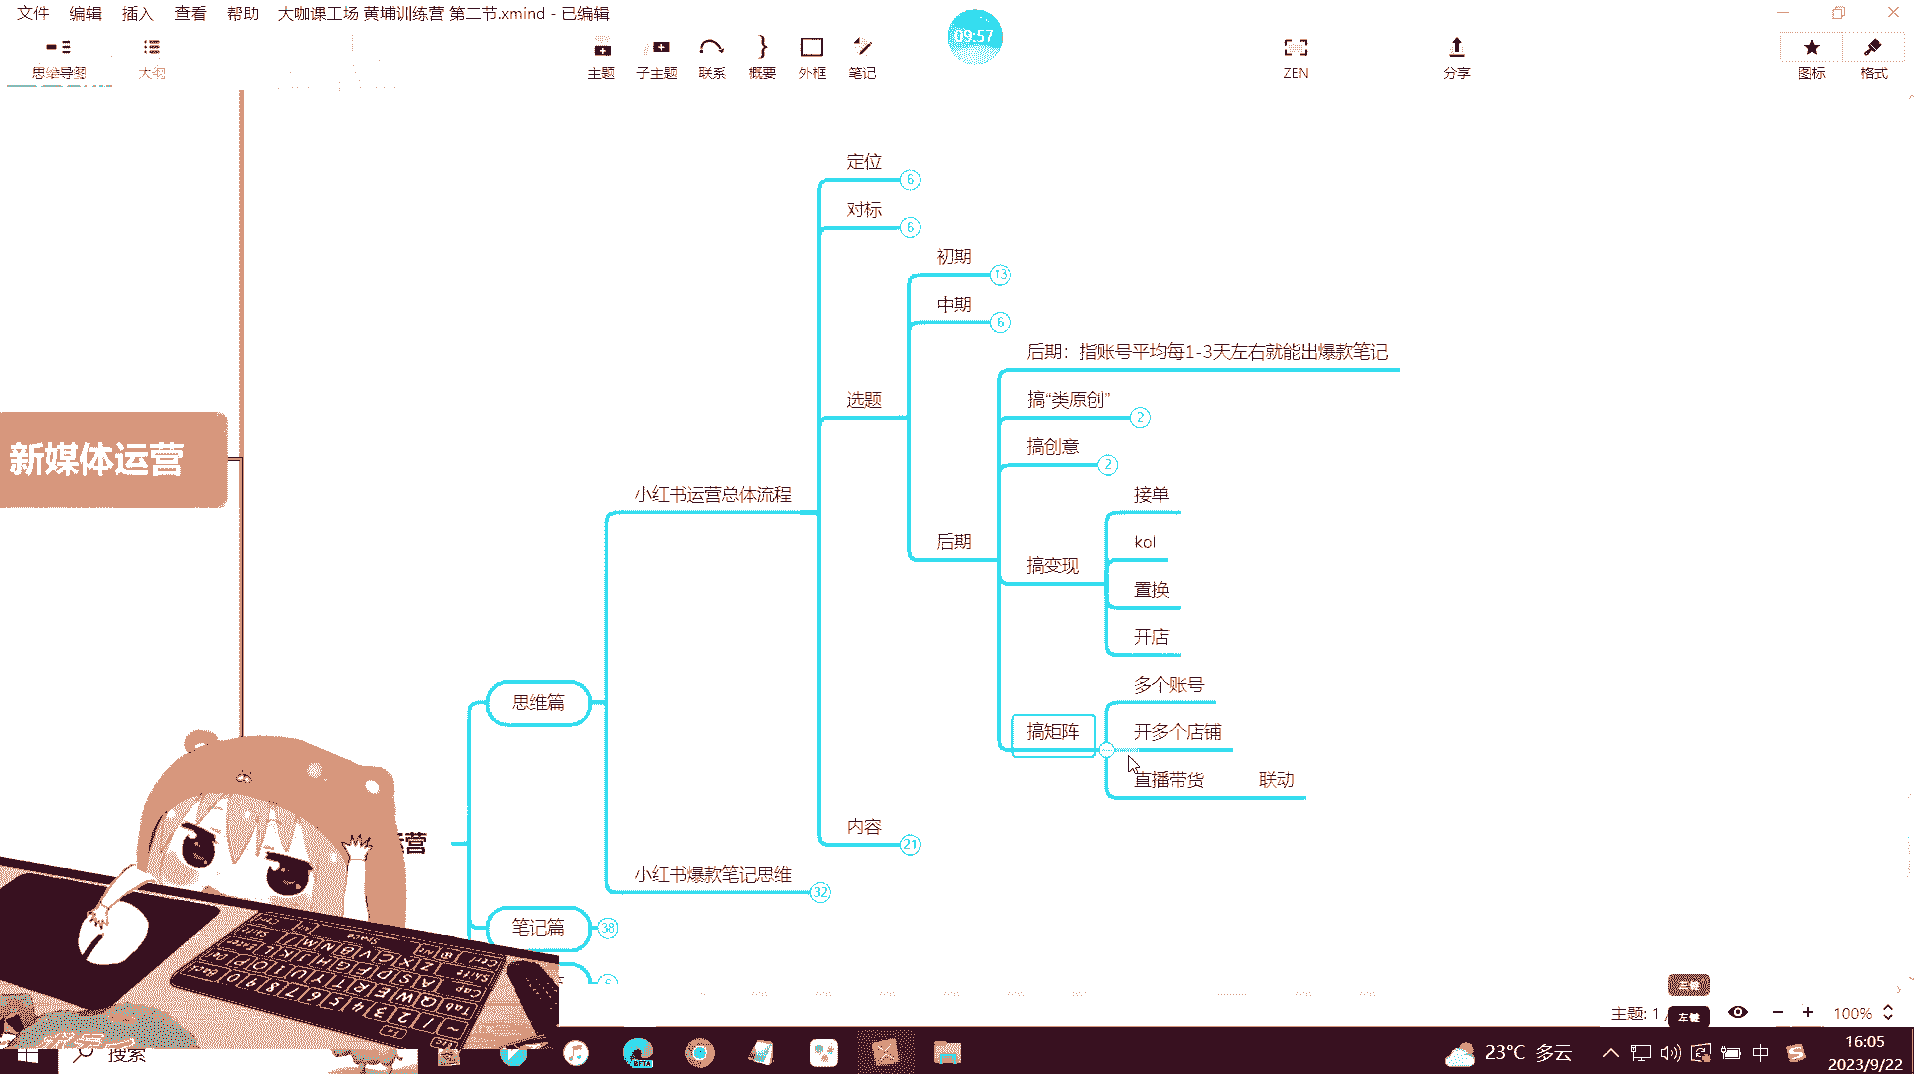 文件 编辑 插入 查看 帮助 大咖课工场 黄埔训练营 第二节.xmind - 已编辑
09:57
思维导图 大纲 主题 子主题 联系 概要 外框 笔记 ZEN 分享 图标 格式
定位 6
对标 6
初期 13
中期 6
后期：指账号平均每1-3天左右就能出爆款笔记
选题
搞“类原创” 2
搞创意 2
新媒体运营
小红书运营总体流程
接单
后期
kol
搞变现
置换
开店
多个账号
思维篇
搞矩阵
开多个店铺
直播带货 联动
内容 21
运营
小红书爆款笔记思维 32
笔记篇 38
左键
主题: 1 /
左键
100%
搜索
BETA
23°C 多云
中
16:05
2023/9/22